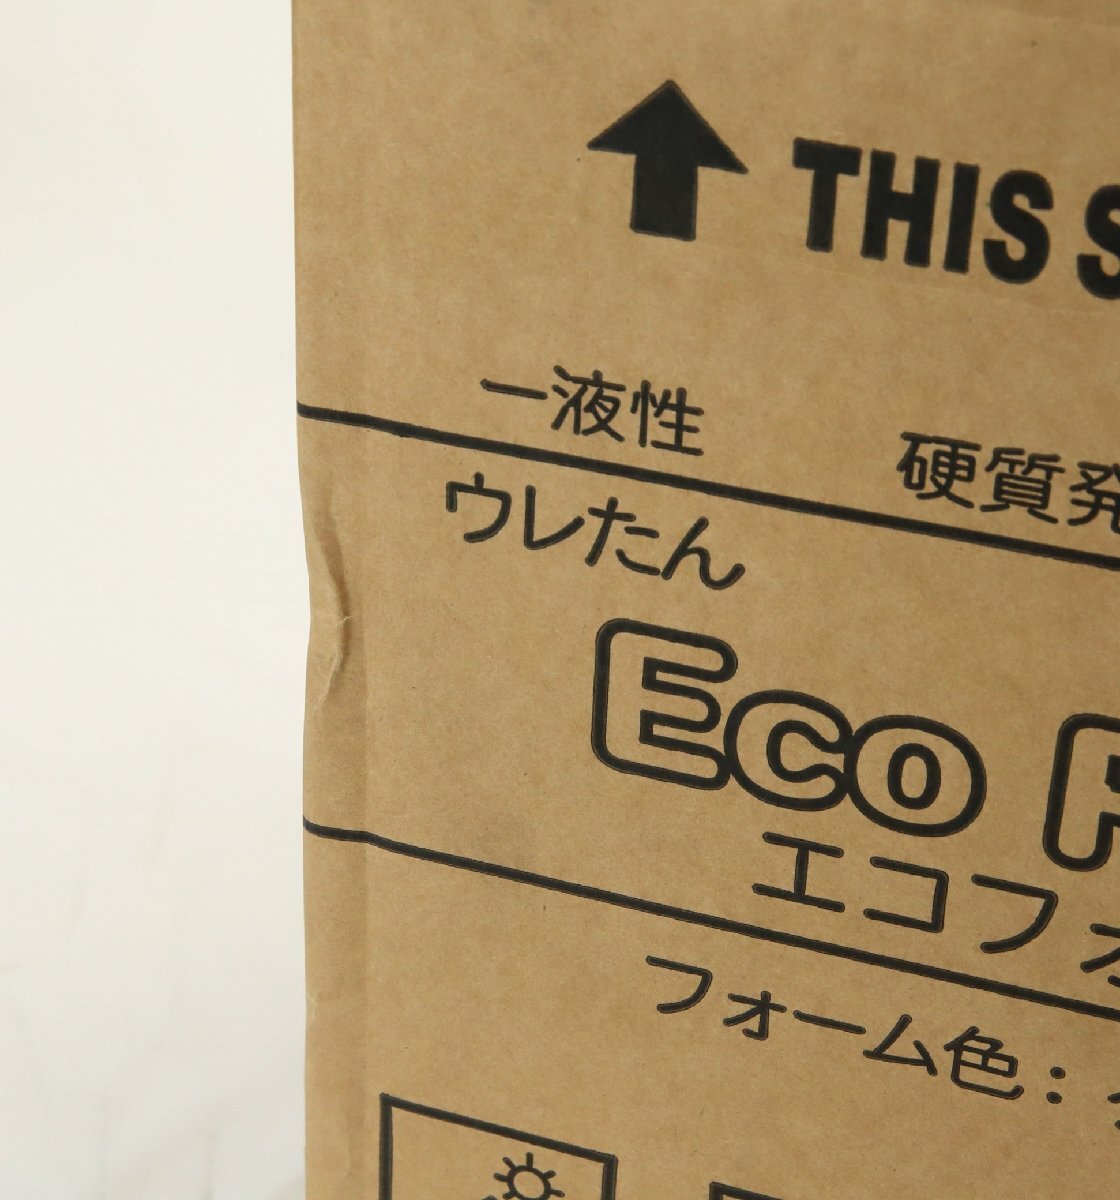 THIS S
一液性 硬質発
ウレたん
Eco F
エコフォ
フォーム色：